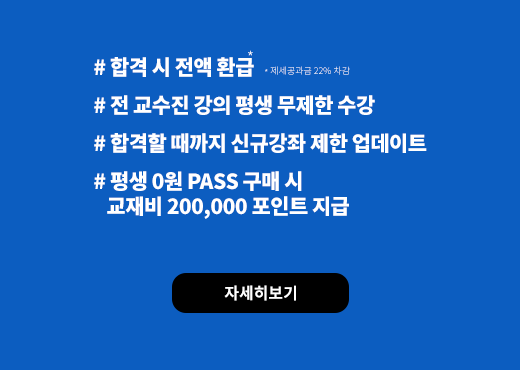 # 합격 시 전액 환급* * 제세공과금 22% 차감
# 전 교수진 강의 평생 무제한 수강
# 합격할 때까지 신규강좌 제한 업데이트
# 평생 0원 PASS 구매 시
교재비 200,000 포인트 지급
자세히보기